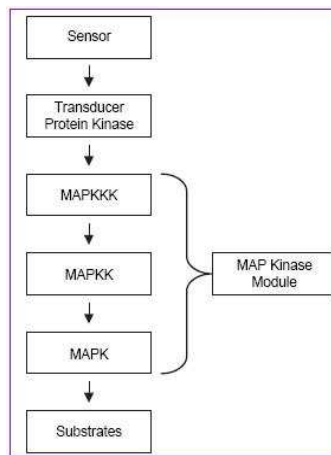 Sensor
Transducer
Protein Kinase
MAPKKK
MAPKK
MAP Kinase
Module
MAPK
Substrates